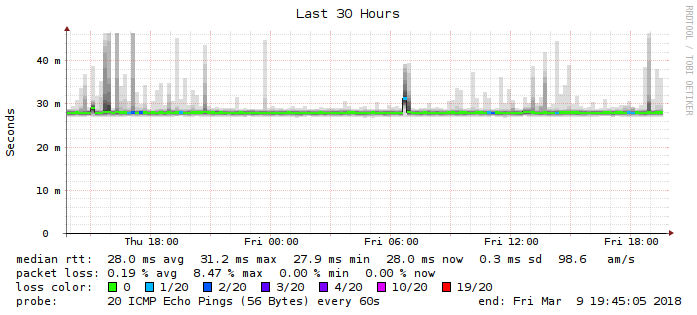 Last 30 Hours
RRDTOOL / TOBI OETIKER
Seconds
40 m
30 m
20 m
10 m
0
Thu 18:00 Fri 00:00 Fri 06:00 Fri 12:00 Fri 18:00
median rtt: 28.0 ms avg 31.2 ms max 27.9 ms min 28.0 ms now 0.3 ms sd 98.6 am/s
packet loss: 0.19 % avg 8.47 % max 0.00 % min 0.00 % now
loss color: 0 1/20 2/20 3/20 4/20 10/20 19/20
probe: 20 ICMP Echo Pings (56 Bytes) every 60s end: Fri Mar 9 19:45:05 2018